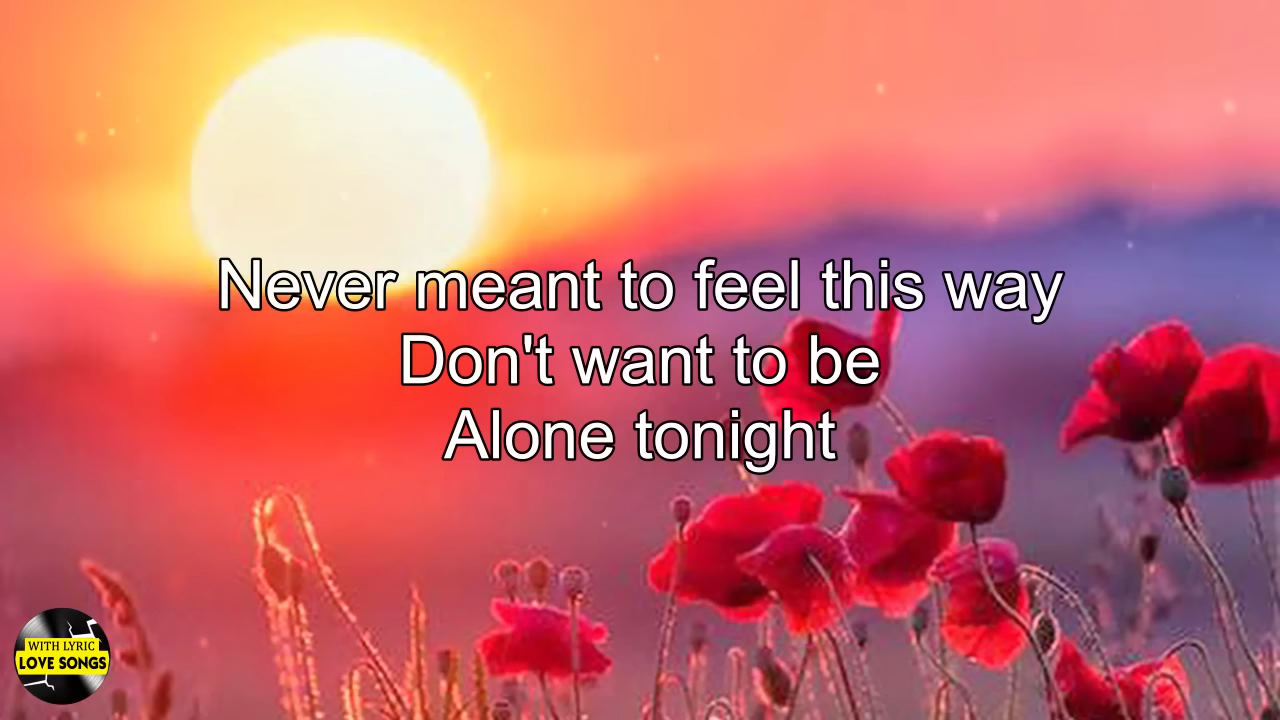 Never meant to feel this way
Don't want to be
Alone tonight
WITH LYRIC
LOVE SONGS